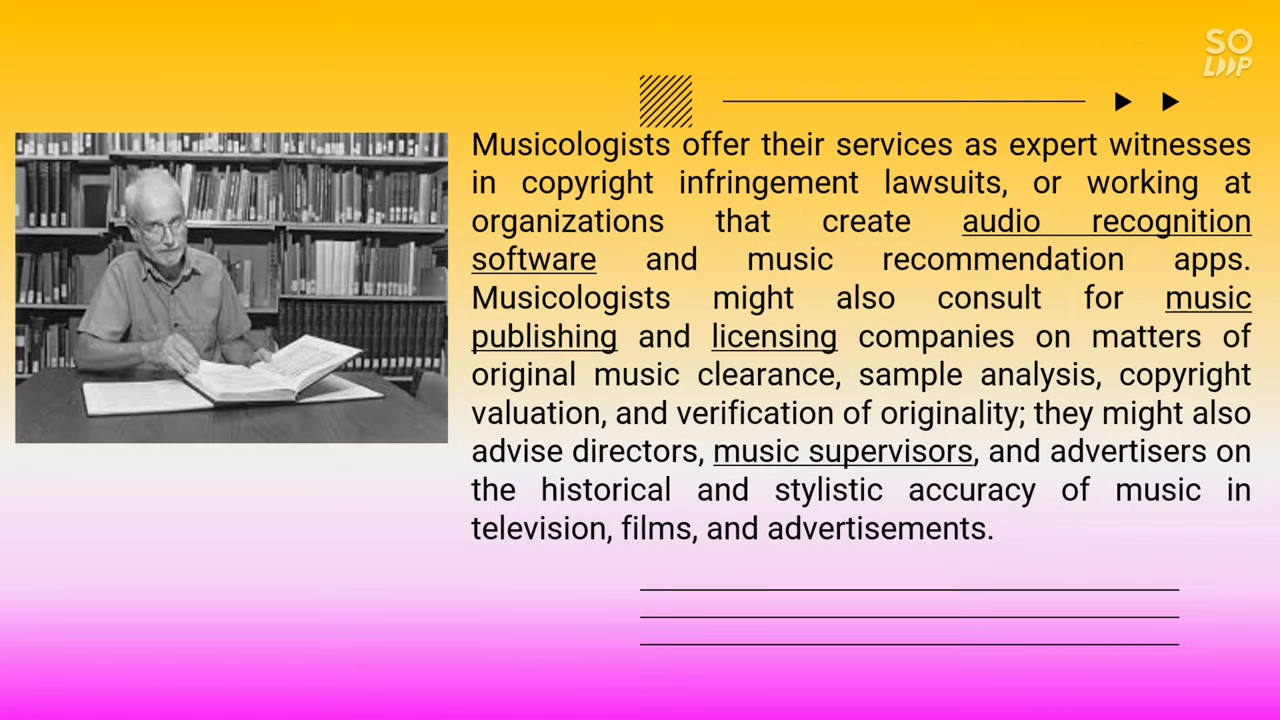 SO
LOOP
Musicologists offer their services as expert witnesses
in copyright infringement lawsuits, or working at
organizations that create audio recognition
software and music recommendation apps.
Musicologists might also consult for music
publishing and licensing companies on matters of
original music clearance, sample analysis, copyright
valuation, and verification of originality; they might also
advise directors, music supervisors, and advertisers on
the historical and stylistic accuracy of music in
television, films, and advertisements.